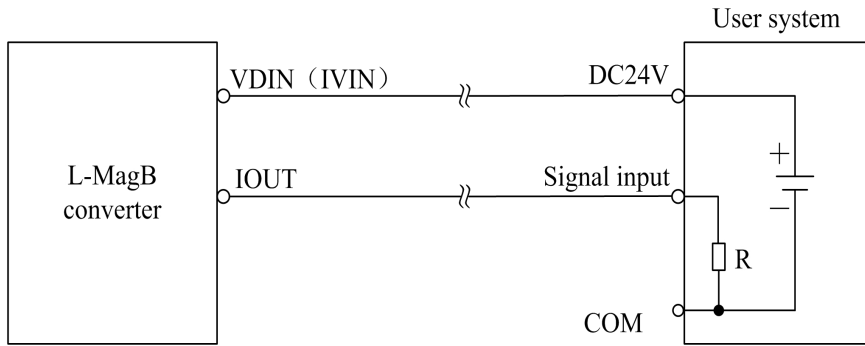 User system
VDIN（IVIN）
DC24V
L-MagB
converter
IOUT
Signal input
+
−
R
COM